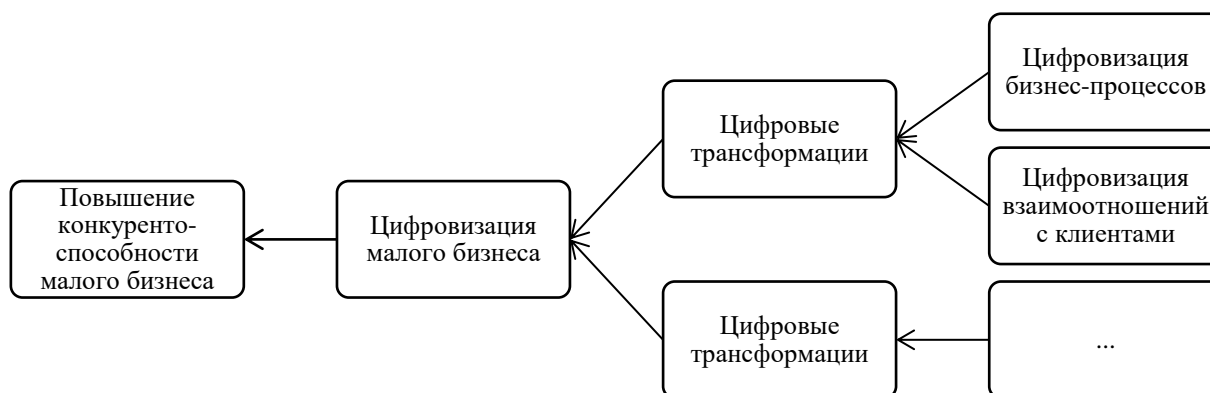 Повышение
конкуренто-
способности
малого бизнеса
Цифровизация
малого бизнеса
Цифровые
трансформации
Цифровые
трансформации
Цифровизация
бизнес-процессов
Цифровизация
взаимоотношений
с клиентами
...